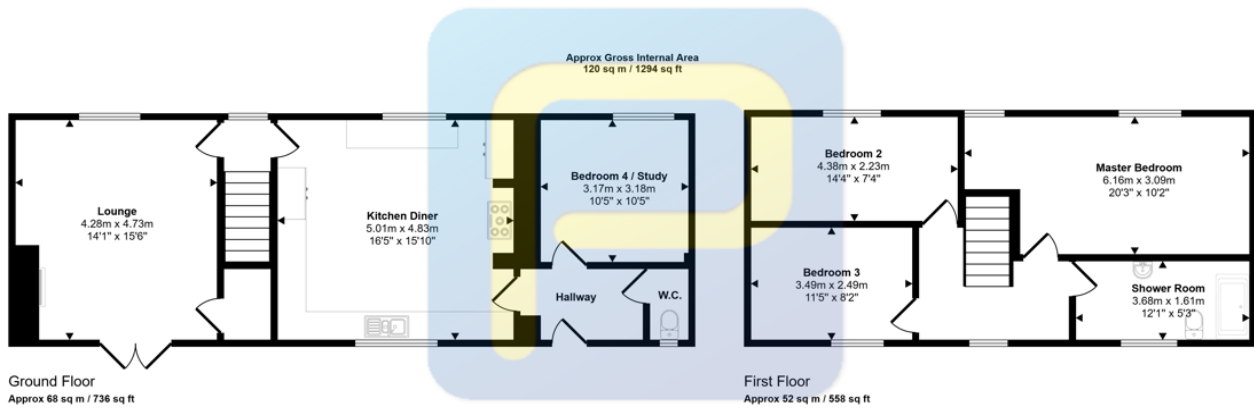 Approx Gross Internal Area
120 sq m / 1294 sq ft
Lounge
4.28m x 4.73m
14'1" x 15'6"
Kitchen Diner
5.01m x 4.83m
16'5" x 15'10"
Bedroom 4 / Study
3.17m x 3.18m
10'5" x 10'5"
Hallway
W.C.
Ground Floor
Approx 68 sq m / 736 sq ft
Bedroom 2
4.38m x 2.23m
14'4" x 7'4"
Master Bedroom
6.16m x 3.09m
20'3" x 10'2"
Bedroom 3
3.49m x 2.49m
11'5" x 8'2"
Shower Room
3.68m x 1.61m
12'1" x 5'3"
First Floor
Approx 52 sq m / 558 sq ft